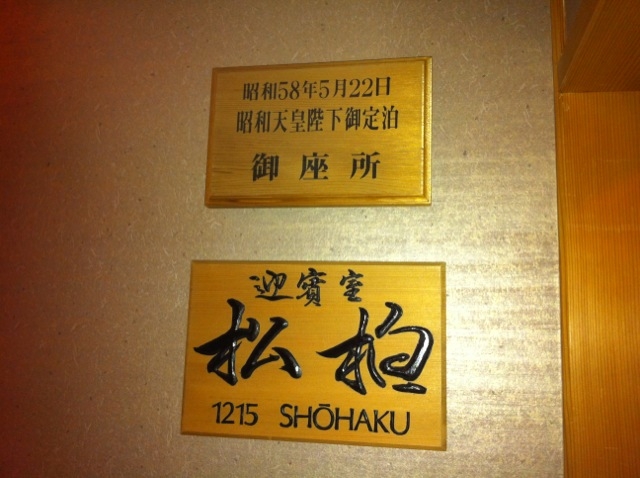 昭和58年5月22日
昭和天皇陛下御定泊
御座所
迎賓室
松柏
1215 SHŌHAKU